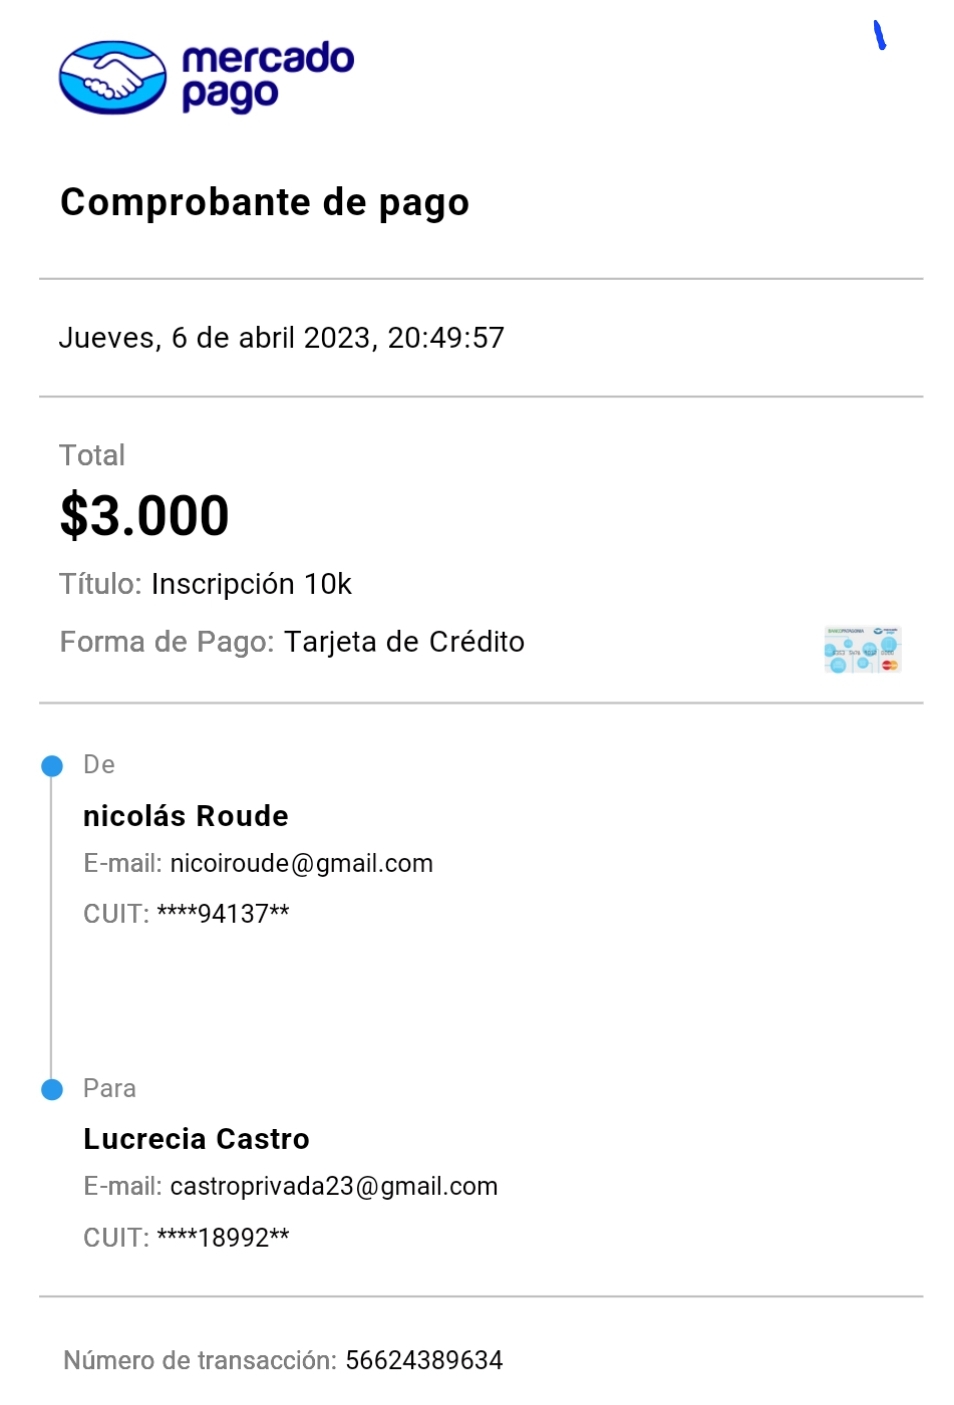 mercado
pago
Comprobante de pago
Jueves, 6 de abril 2023, 20:49:57
Total
$3.000
Título: Inscripción 10k
Forma de Pago: Tarjeta de Crédito
De
nicolás Roude
E-mail: nicoiroude@gmail.com
CUIT: ****94137**
Para
Lucrecia Castro
E-mail: castroprivada23@gmail.com
CUIT: ****18992**
Número de transacción: 56624389634